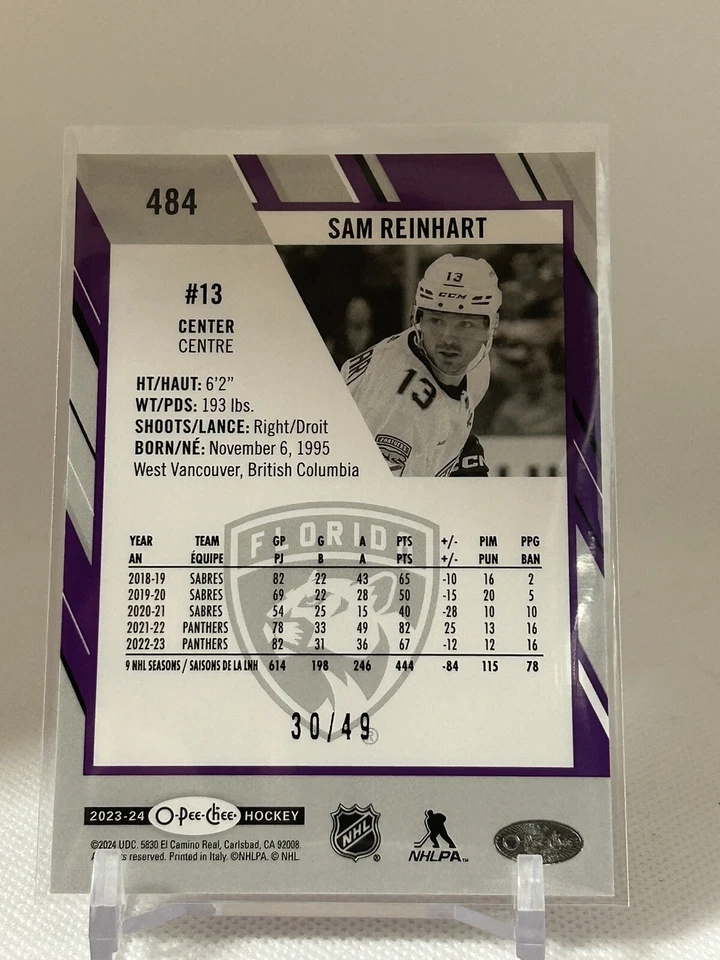 484
SAM REINHART
#13
CENTER
CENTRE
HT/HAUT: 6'2"
WT/PDS: 193 lbs.
SHOOTS/LANCE: Right/Droit
BORN/NÉ: November 6, 1995
West Vancouver, British Columbia
13
CCM
13
FLORIDA
YEAR TEAM GP G A PTS +/- PIM PPG
AN ÉQUIPE PJ B A PTS +/- PUN BAN
2018-19 SABRES 82 22 43 65 -10 16 2
2019-20 SABRES 69 22 28 50 -15 20 5
2020-21 SABRES 54 25 15 40 -28 10 10
2021-22 PANTHERS 78 33 49 82 25 13 16
2022-23 PANTHERS 82 31 36 67 -12 12 16
9 NHL SEASONS / SAISONS DE LA LNH 614 198 246 444 -84 115 78
30/49
®
2023-24 O-Pee-Chee HOCKEY
©2024 UDC. 5830 El Camino Real, Carlsbad, CA 92008.
reserved. Printed in Italy. ©NHLPA. © NHL.
NHL
NHLPA™
O-Pee-Chee